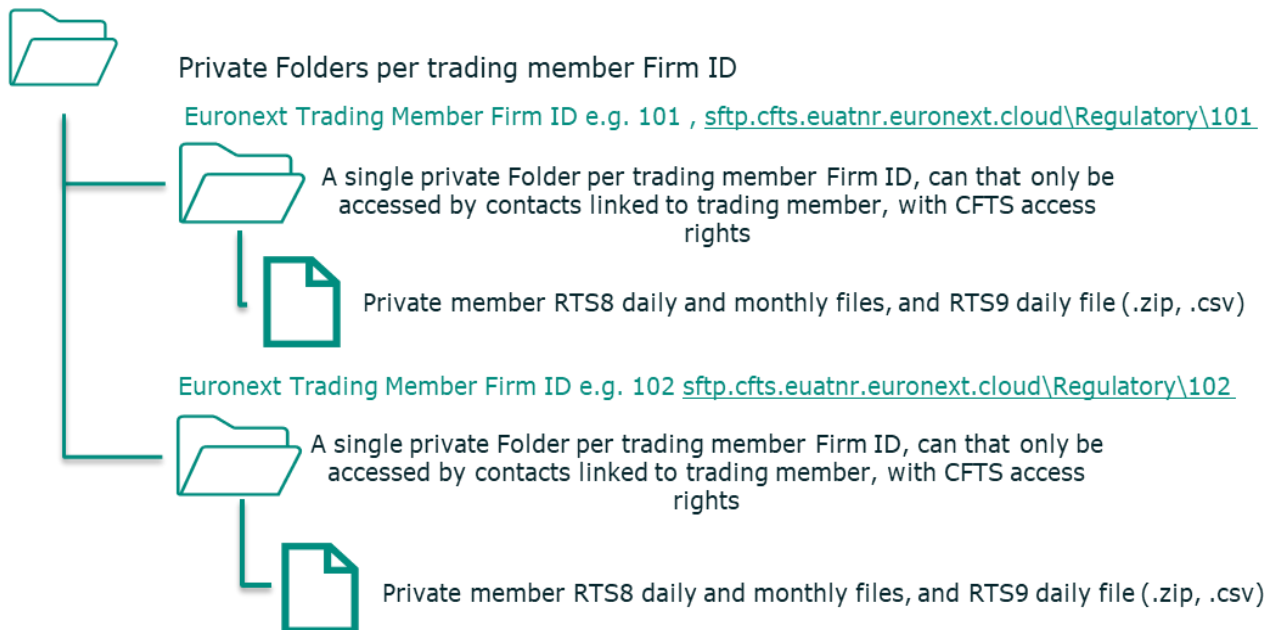 Private Folders per trading member Firm ID
Euronext Trading Member Firm ID e.g. 101 , sftp.cfts.euatnr.euronext.cloud\Regulatory\101
A single private Folder per trading member Firm ID, can that only be
accessed by contacts linked to trading member, with CFTS access
rights
Private member RTS8 daily and monthly files, and RTS9 daily file (.zip, .csv)
Euronext Trading Member Firm ID e.g. 102 sftp.cfts.euatnr.euronext.cloud\Regulatory\102
A single private Folder per trading member Firm ID, can that only be
accessed by contacts linked to trading member, with CFTS access
rights
Private member RTS8 daily and monthly files, and RTS9 daily file (.zip, .csv)